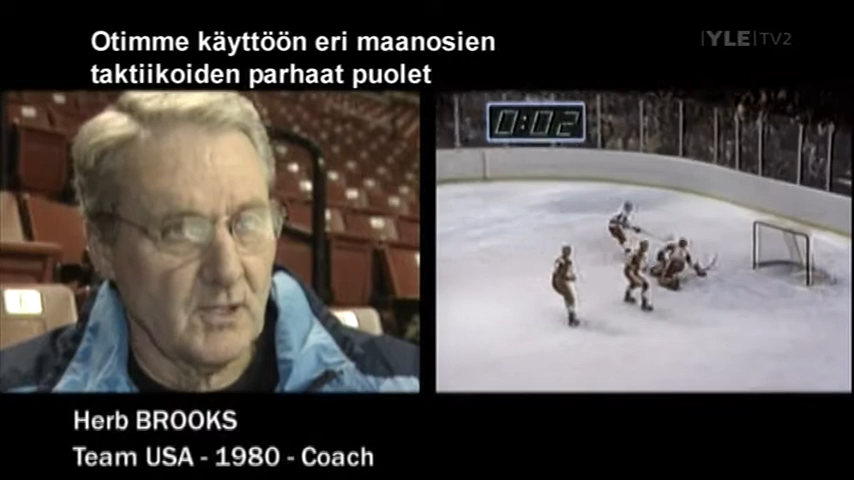 Otimme käyttöön eri maanosien
taktiikoiden parhaat puolet
YLE TV2
0:02
Herb BROOKS
Team USA - 1980 - Coach